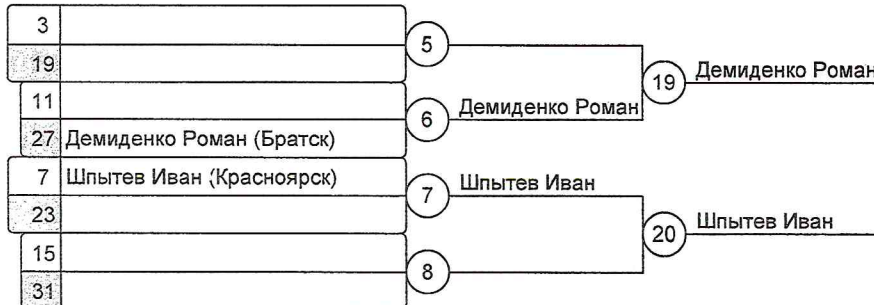 3
5
19
19 Демиденко Роман
11
6 Демиденко Роман
27 Демиденко Роман (Братск)
7 Шпытев Иван (Красноярск)
7 Шпытев Иван
23
20 Шпытев Иван
15
8
31